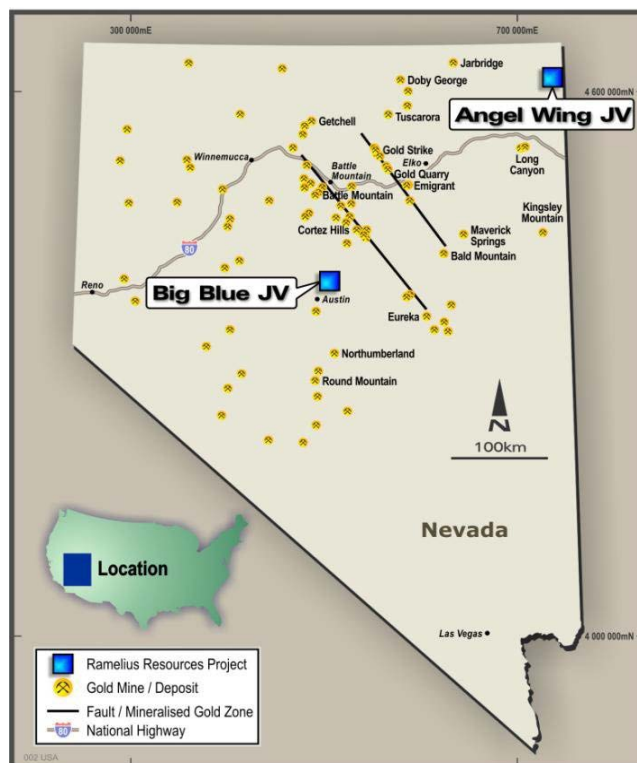 300 000mE
700 000mE
Jarbridge
Doby George
4 600 000mN
Angel Wing JV
Tuscarora
Getchell
Gold Strike
Winnemucca
Elko
Long
Canyon
Battle
Mountain
Gold Quarry
Emigrant
Battle Mountain
Kingsley
Mountain
Cortez Hills
Maverick
Springs
80
Bald Mountain
Reno
Big Blue JV
Austin
Eureka
Northumberland
Round Mountain
N
100km
Nevada
Location
Las Vegas
4 000 000mN
Ramelius Resources Project
Gold Mine / Deposit
Fault / Mineralised Gold Zone
80
National Highway
002 USA